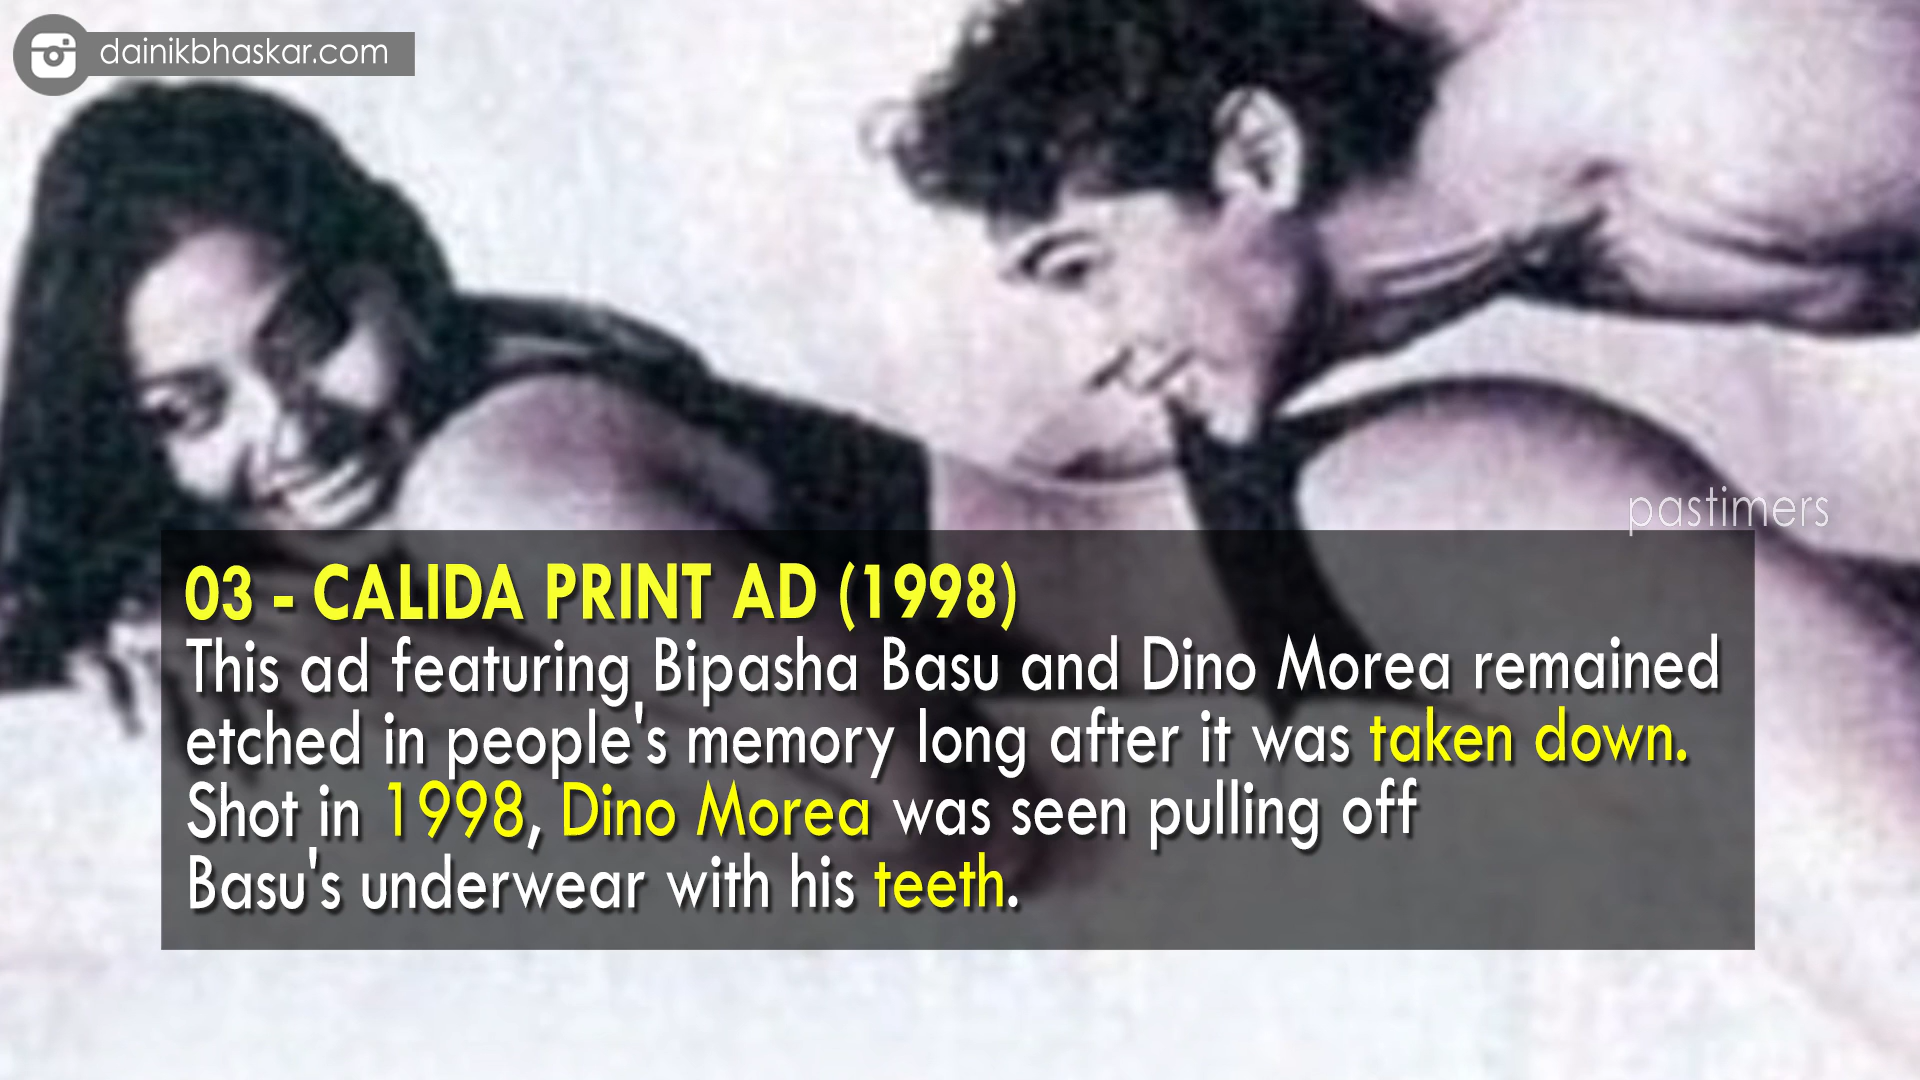 dainikbhaskar.com
pastimers
03 - CALIDA PRINT AD (1998)
This ad featuring Bipasha Basu and Dino Morea remained
etched in people's memory long after it was taken down.
Shot in 1998, Dino Morea was seen pulling off
Basu's underwear with his teeth.